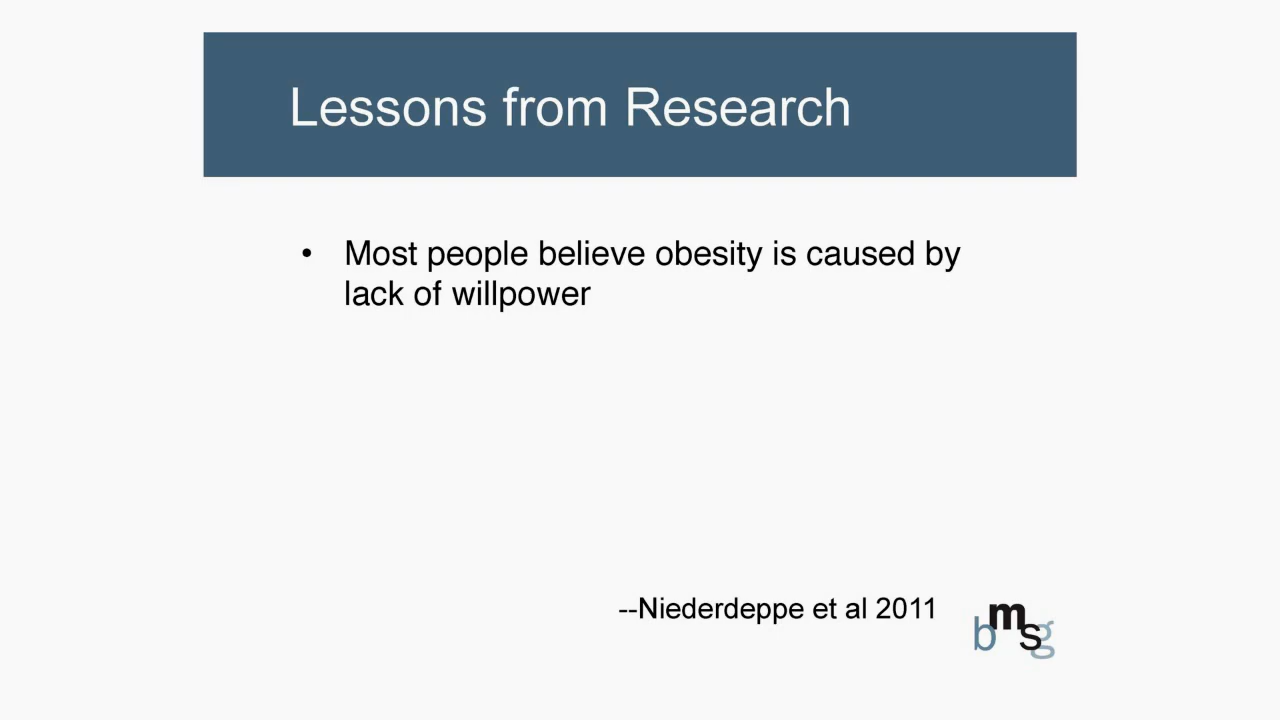 Lessons from Research
• Most people believe obesity is caused by
lack of willpower
--Niederdeppe et al 2011
bmsg